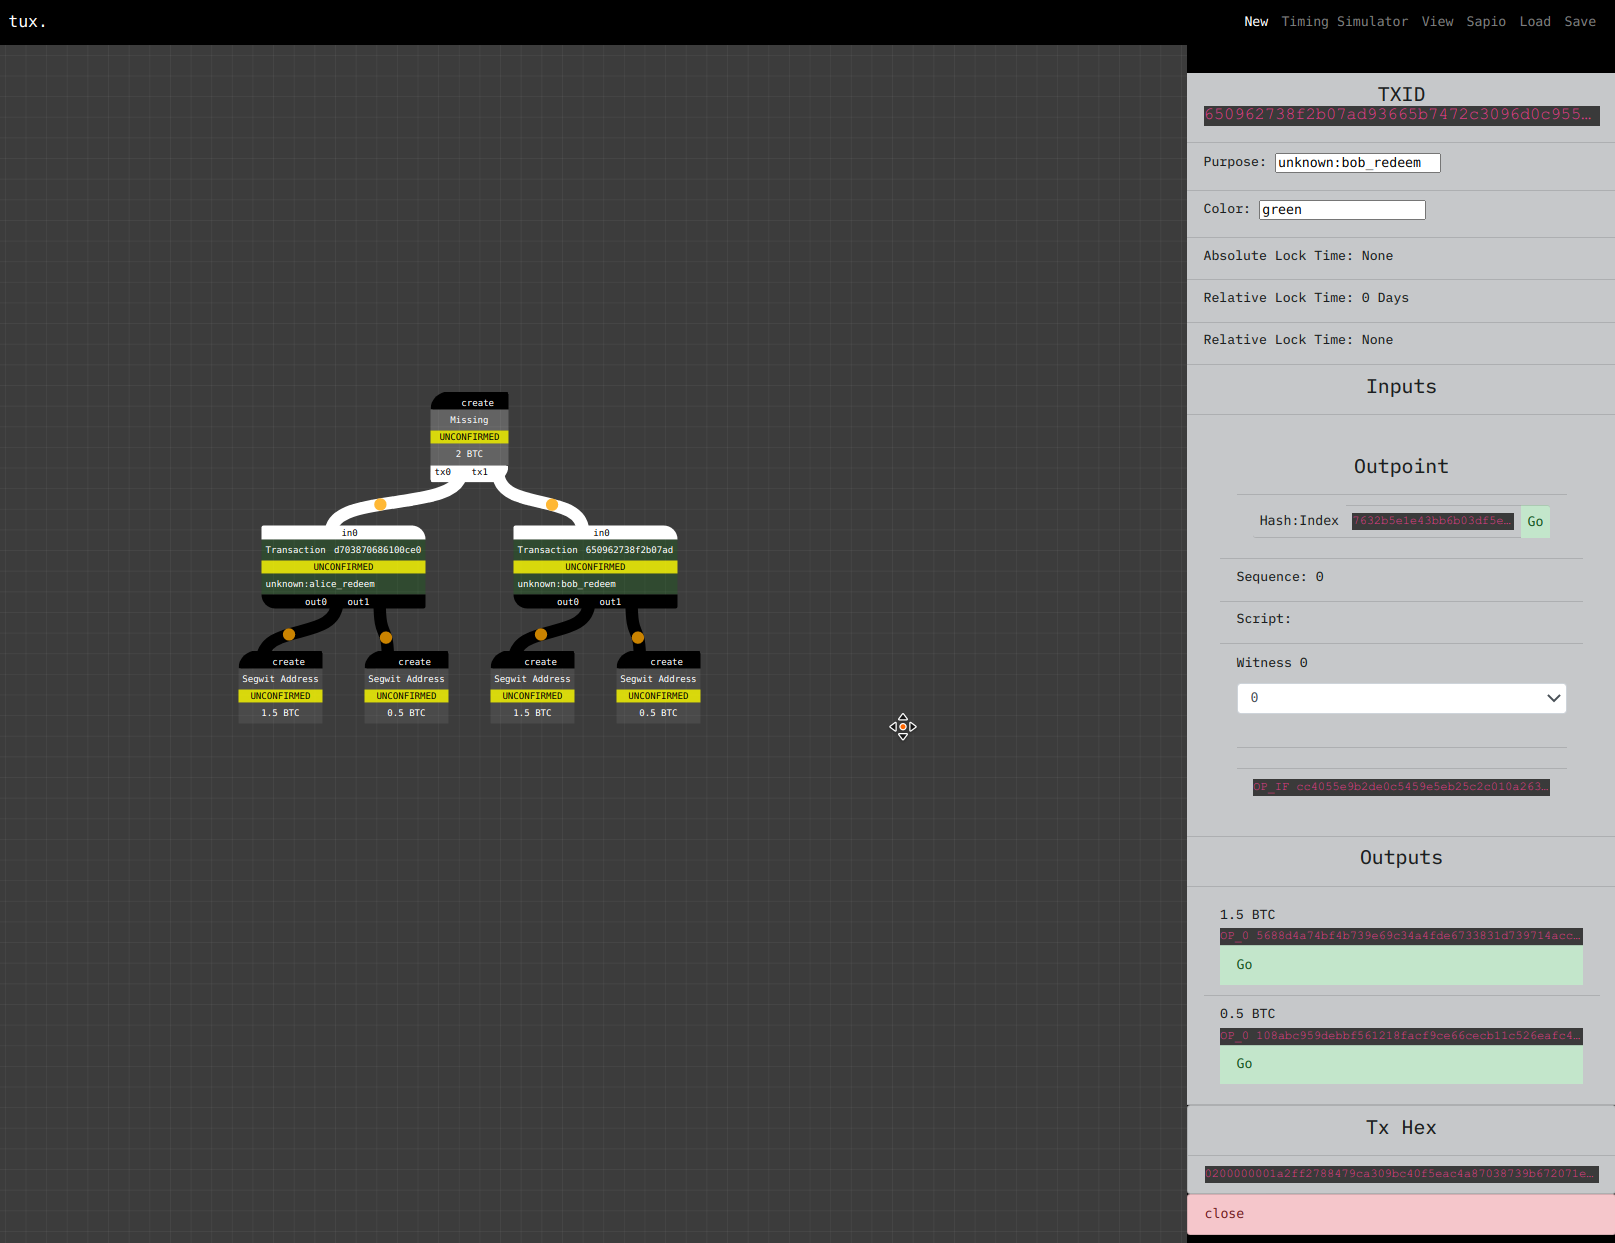 tux.
New Timing Simulator View Sapio Load Save
create
Missing
UNCONFIRMED
2 BTC
tx0 tx1
in0
Transaction d703870686100ce0
UNCONFIRMED
unknown:alice_redeem
out0 out1
in0
Transaction 650962738f2b07ad
UNCONFIRMED
unknown:bob_redeem
out0 out1
create
Segwit Address
UNCONFIRMED
1.5 BTC
create
Segwit Address
UNCONFIRMED
0.5 BTC
create
Segwit Address
UNCONFIRMED
1.5 BTC
create
Segwit Address
UNCONFIRMED
0.5 BTC
TXID
650962738f2b07ad93665b7472c3096d0c955…
Purpose: unknown:bob_redeem
Color: green
Absolute Lock Time: None
Relative Lock Time: 0 Days
Relative Lock Time: None
Inputs
Outpoint
Hash:Index 7632b5e1e43bb6b03df5e… Go
Sequence: 0
Script:
Witness 0
0
OP_IF cc4055e9b2de0c5459e5eb25c2c010a263…
Outputs
1.5 BTC
OP_0 5688d4a74bf4b739e69c34a4fde6733831d739714acc…
Go
0.5 BTC
OP_0 108abc959debbf561218facf9ce66cecb11c526eafc4…
Go
Tx Hex
0200000001a2ff2788479ca309bc40f5eac4a87038739b672071e…
close